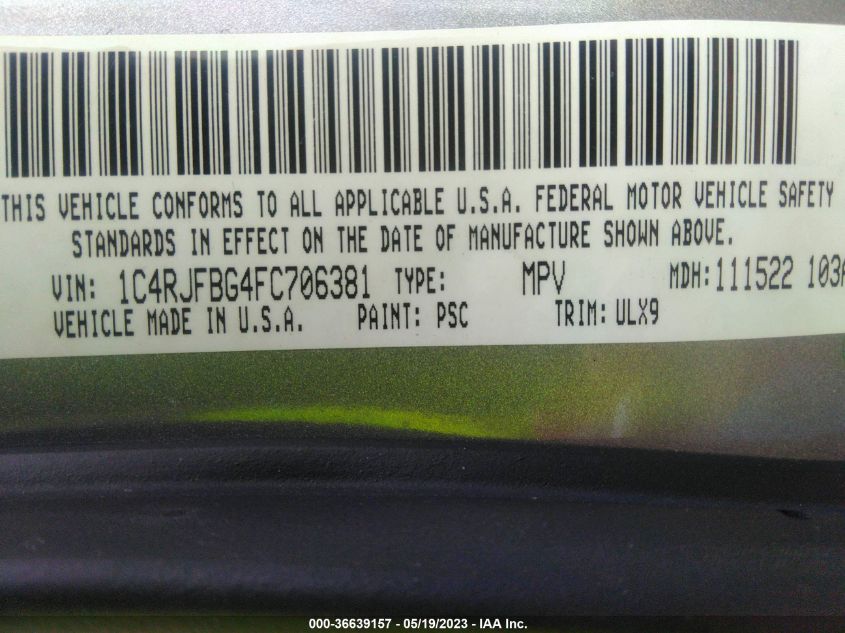 THIS VEHICLE CONFORMS TO ALL APPLICABLE U.S.A. FEDERAL MOTOR VEHICLE SAFETY
STANDARDS IN EFFECT ON THE DATE OF MANUFACTURE SHOWN ABOVE.
VIN: 1C4RJFBG4FC706381 TYPE: MPV MDH: 111522 103A
VEHICLE MADE IN U.S.A. PAINT: PSC TRIM: ULX9
000-36639157 - 05/19/2023 - IAA Inc.